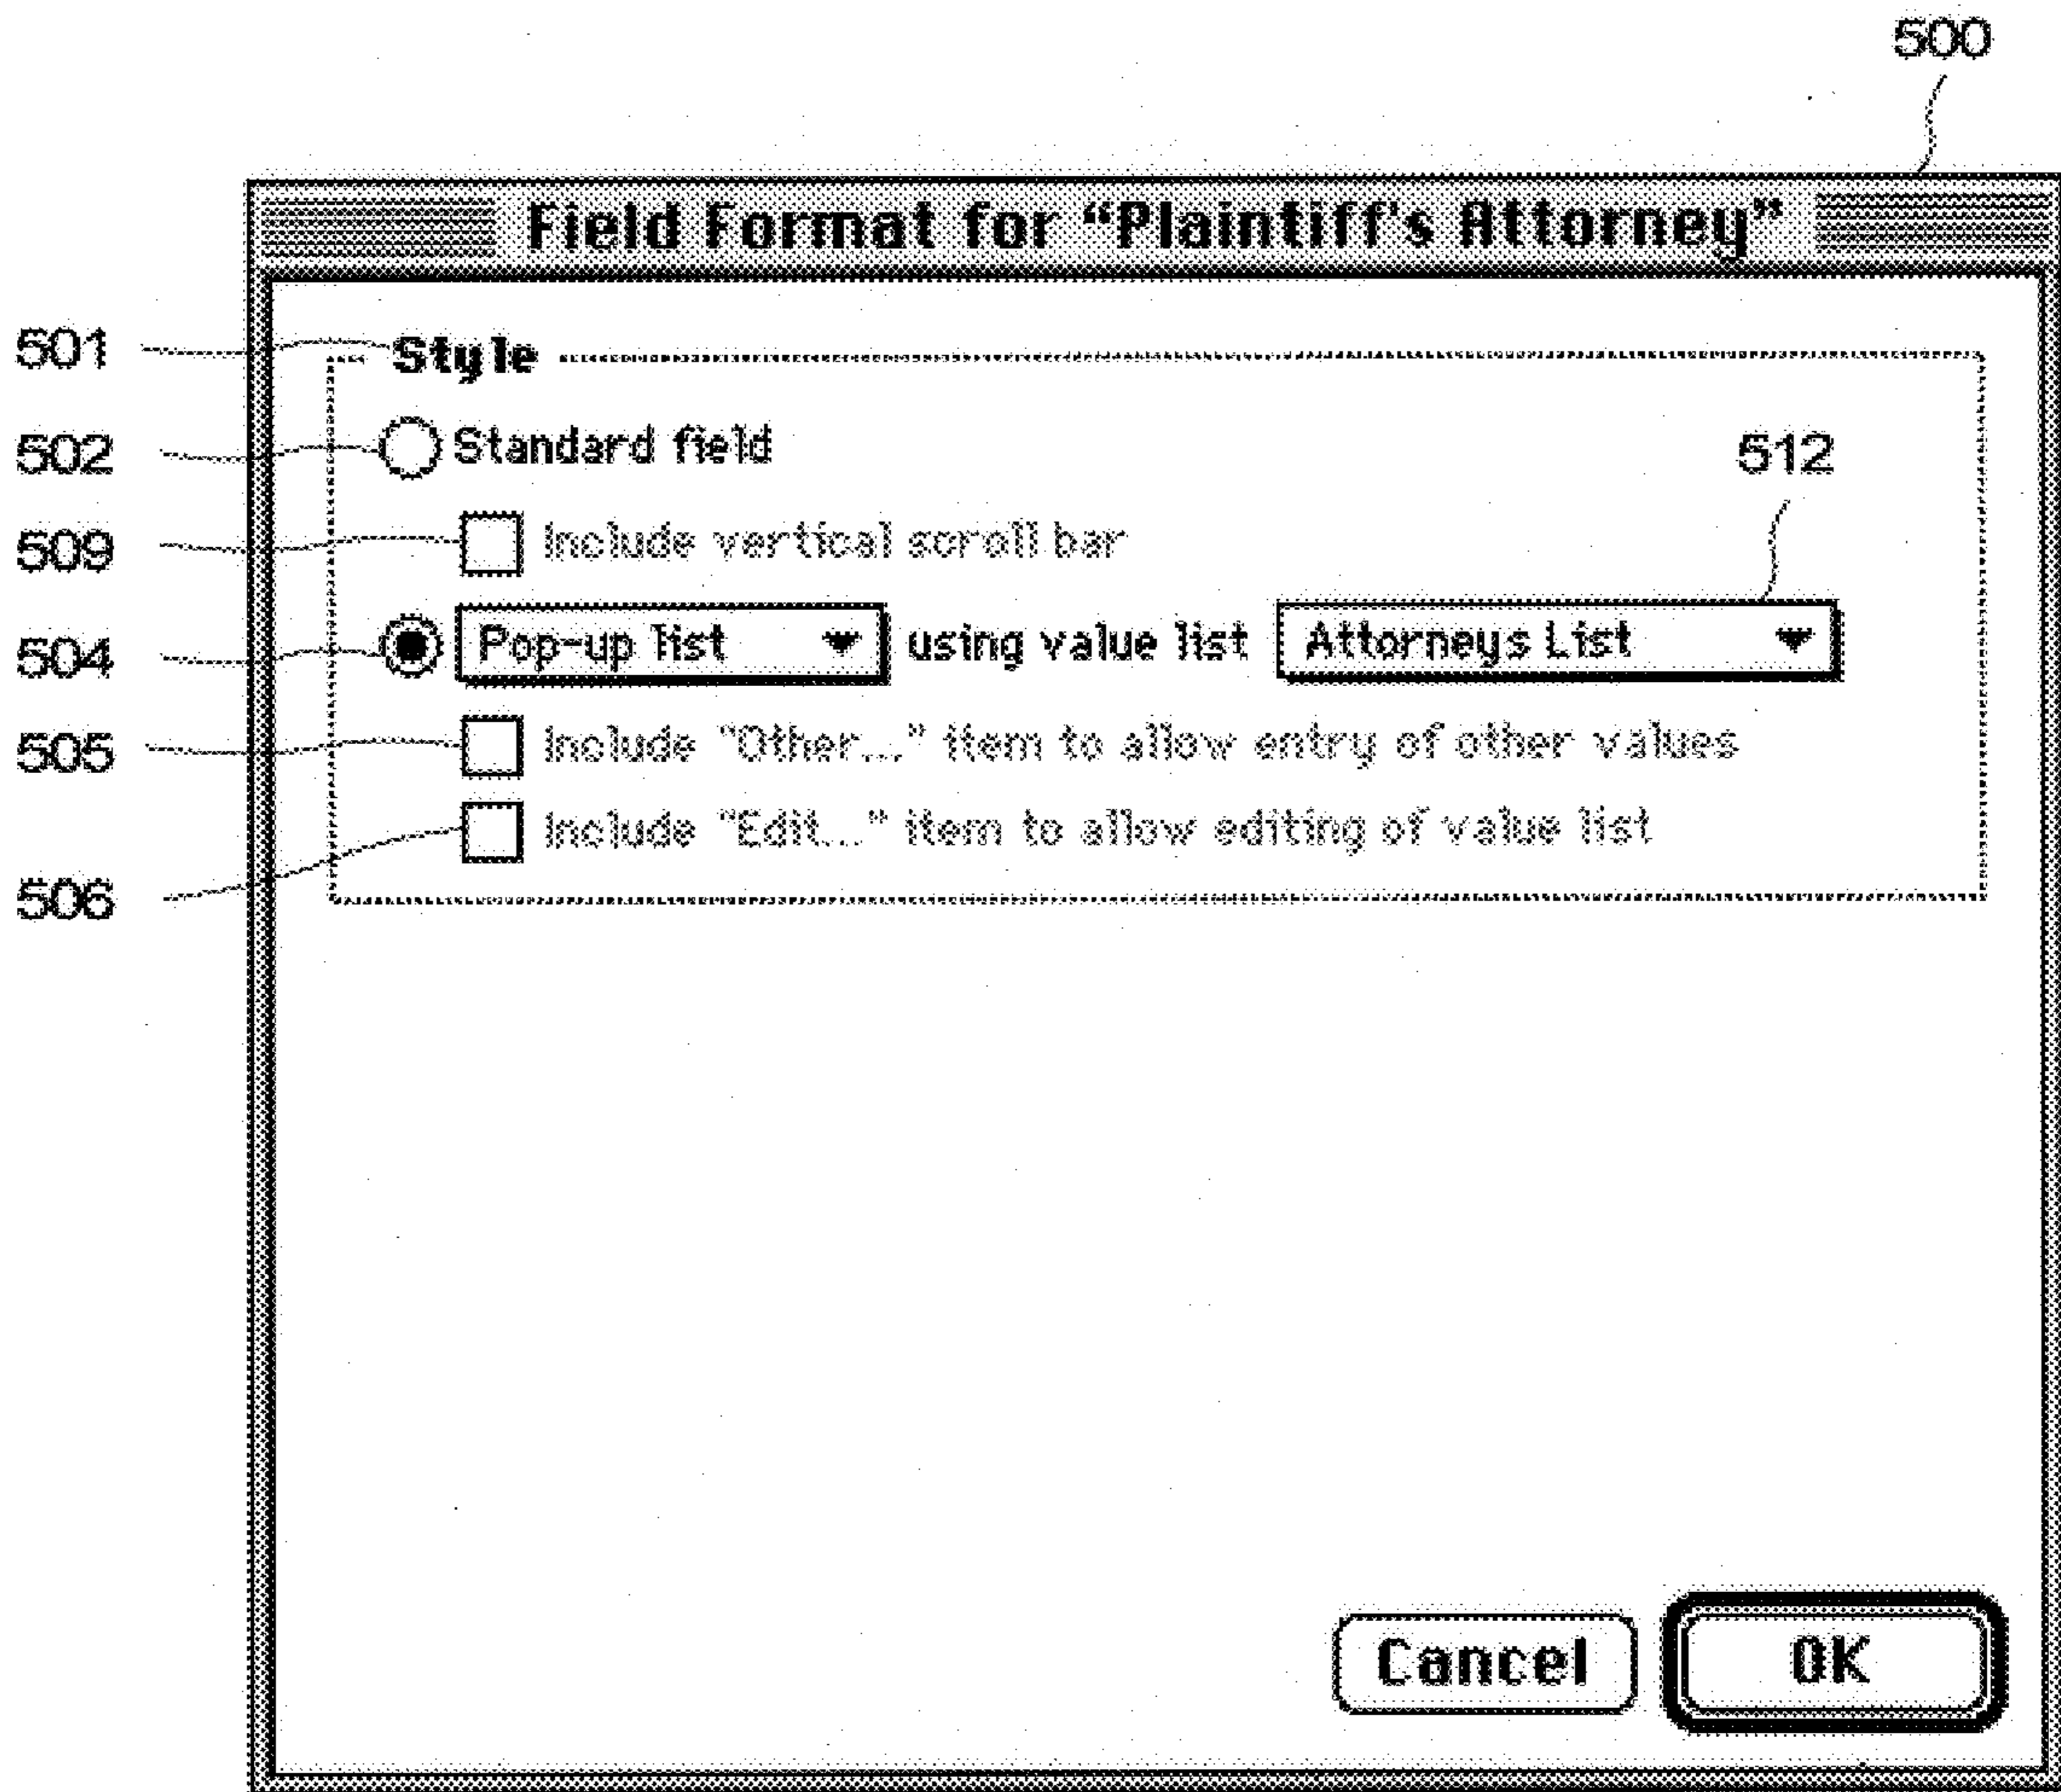 500
Field Format for “Plaintiff's Attorney”
501 Style
502 Standard field
512
509 Include vertical scroll bar
504 Pop-up list using value list Attorneys List
505 Include "Other..." item to allow entry of other values
506 Include "Edit..." item to allow editing of value list
Cancel OK